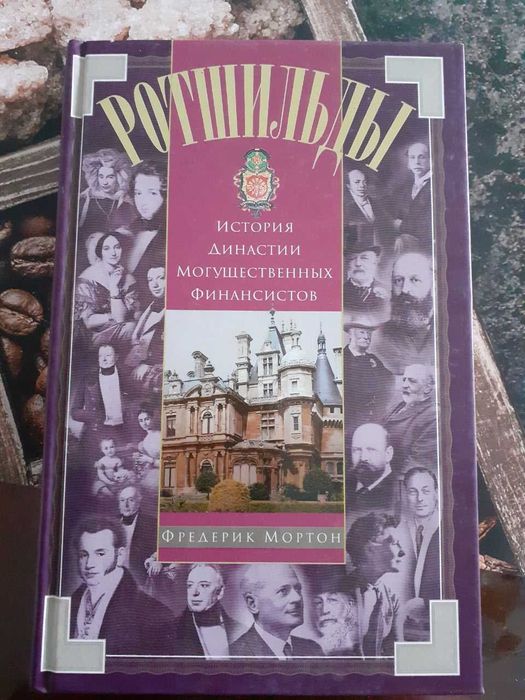 РОТШИЛЬДЫ
История
династии
могущественных
финансистов
Фредерик Мортон